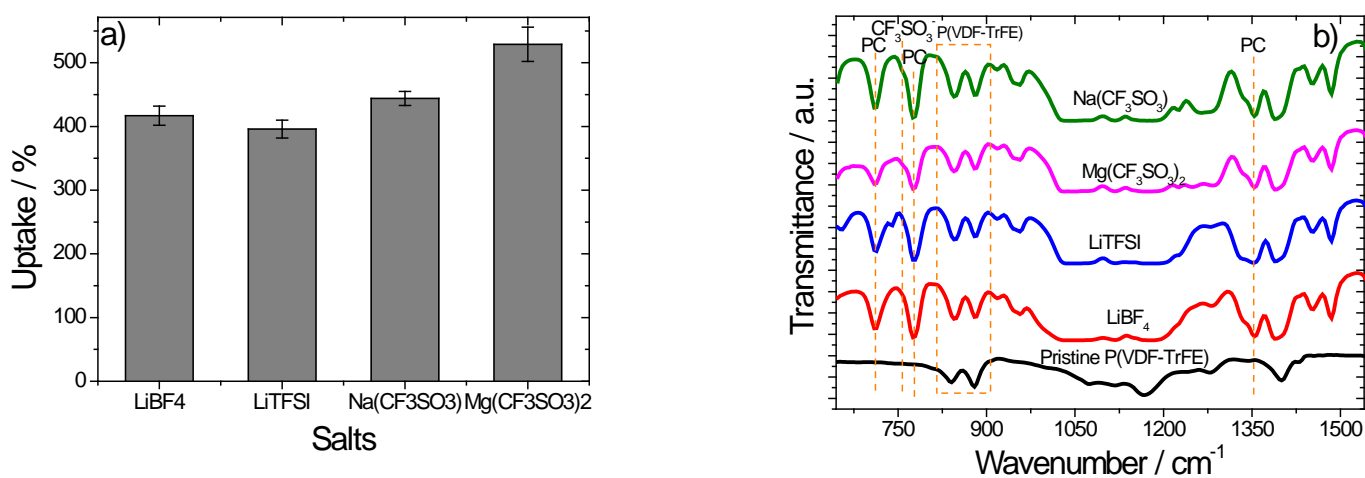 a)
500
400
300
200
100
0
Uptake / %
LiBF4 LiTFSI Na(CF3SO3) Mg(CF3SO3)2
Salts
b)
CF₃SO₃⁻ P(VDF-TrFE)
PC PC PC
Na(CF₃SO₃)
Mg(CF₃SO₃)₂
LiTFSI
LiBF₄
Pristine P(VDF-TrFE)
Transmittance / a.u.
750 900 1050 1200 1350 1500
Wavenumber / cm⁻¹